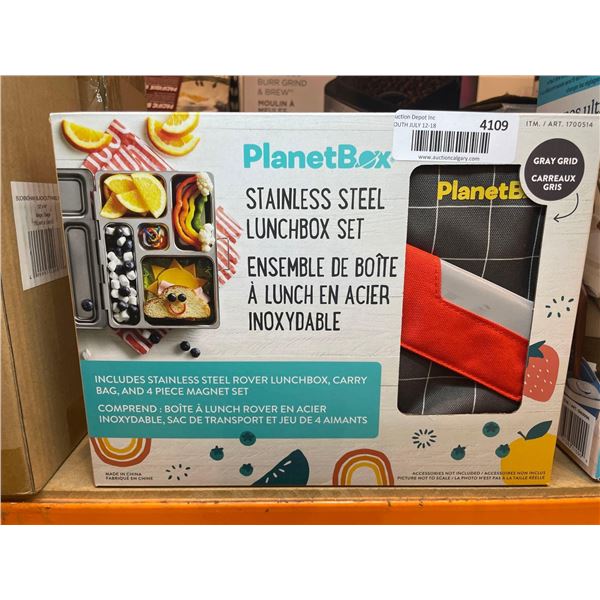 BURR GRIND
& BREW™
MOULIN À
MEULES
uction Depot Inc
OUTH JULY 12-18
4109
www.auctioncalgary.com
ITM. / ART. 1700514
GRAY GRID
CARREAUX
GRIS
PlanetBox
STAINLESS STEEL
LUNCHBOX SET
ENSEMBLE DE BOÎTE
À LUNCH EN ACIER
INOXYDABLE
PlanetB
INCLUDES STAINLESS STEEL ROVER LUNCHBOX, CARRY
BAG, AND 4 PIECE MAGNET SET
COMPREND : BOÎTE À LUNCH ROVER EN ACIER
INOXYDABLE, SAC DE TRANSPORT ET JEU DE 4 AIMANTS
MADE IN CHINA
FABRIQUÉ EN CHINE
ACCESSORIES NOT INCLUDED / ACCESSOIRES NON INCLUS
PICTURE NOT TO SCALE / LA PHOTO N'EST PAS À LA TAILLE RÉELLE